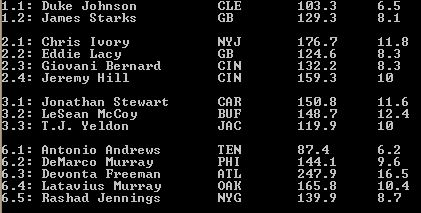 1.1: Duke Johnson CLE 103.3 6.5
1.2: James Starks GB 129.3 8.1
2.1: Chris Ivory NYJ 176.7 11.8
2.2: Eddie Lacy GB 124.6 8.3
2.3: Giovani Bernard CIN 132.2 8.3
2.4: Jeremy Hill CIN 159.3 10
3.1: Jonathan Stewart CAR 150.8 11.6
3.2: LeSean McCoy BUF 148.7 12.4
3.3: T.J. Yeldon JAC 119.9 10
6.1: Antonio Andrews TEN 87.4 6.2
6.2: DeMarco Murray PHI 144.1 9.6
6.3: Devonta Freeman ATL 247.9 16.5
6.4: Latavius Murray OAK 165.8 10.4
6.5: Rashad Jennings NYG 139.9 8.7